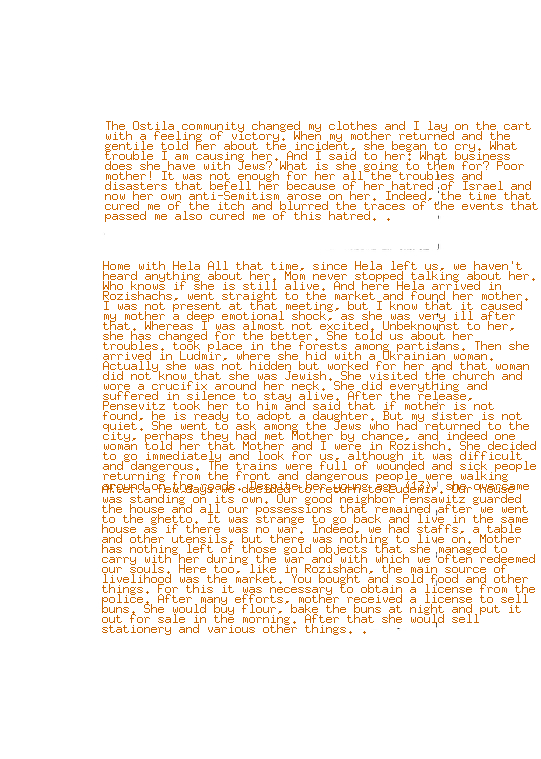 The Ostila community changed my clothes and I lay on the cart
with a feeling of victory. When my mother returned and the
gentile told her about the incident, she began to cry. What
trouble I am causing her. And I said to her: What business
does she have with Jews? What is she going to them for? Poor
mother! It was not enough for her all the troubles and
disasters that befell her because of her hatred of Israel and
now her own anti-Semitism arose on her. Indeed, the time that
cured me of the itch and blurred the traces of the events that
passed me also cured me of this hatred. .
Home with Hela All that time, since Hela left us, we haven't
heard anything about her. Mom never stopped talking about her.
Who knows if she is still alive. And here Hela arrived in
Rozishachs, went straight to the market and found her mother.
I was not present at that meeting, but I know that it caused
my mother a deep emotional shock, as she was very ill after
that. Whereas I was almost not excited. Unbeknownst to her,
she has changed for the better. She told us about her
troubles. took place in the forests among partisans. Then she
arrived in Ludmir, where she hid with a Ukrainian woman.
Actually she was not hidden but worked for her and that woman
did not know that she was Jewish. She visited the church and
wore a crucifix around her neck. She did everything and
suffered in silence to stay alive. After the release,
Pensevitz took her to him and said that if mother is not
found, he is ready to adopt a daughter. But my sister is not
quiet. She went to ask among the Jews who had returned to the
city, perhaps they had met Mother by chance, and indeed one
woman told her that Mother and I were in Rozishch. She decided
to go immediately and look for us, although it was difficult
and dangerous. The trains were full of wounded and sick people
returning from the front and dangerous people were walking
around on the roads. Despite her young age (13), she overcame
After a few days we decided to return to Ludmir. Our house
was standing on its own. Our good neighbor Pensawitz guarded
the house and all our possessions that remained after we went
to the ghetto. It was strange to go back and live in the same
house as if there was no war. Indeed, we had staffs, a table
and other utensils, but there was nothing to live on. Mother
has nothing left of those gold objects that she managed to
carry with her during the war and with which we often redeemed
our souls. Here too, like in Rozishach, the main source of
livelihood was the market. You bought and sold food and other
things. For this it was necessary to obtain a license from the
police. After many efforts, mother received a license to sell
buns. She would buy flour, bake the buns at night and put it
out for sale in the morning. After that she would sell
stationery and various other things. .